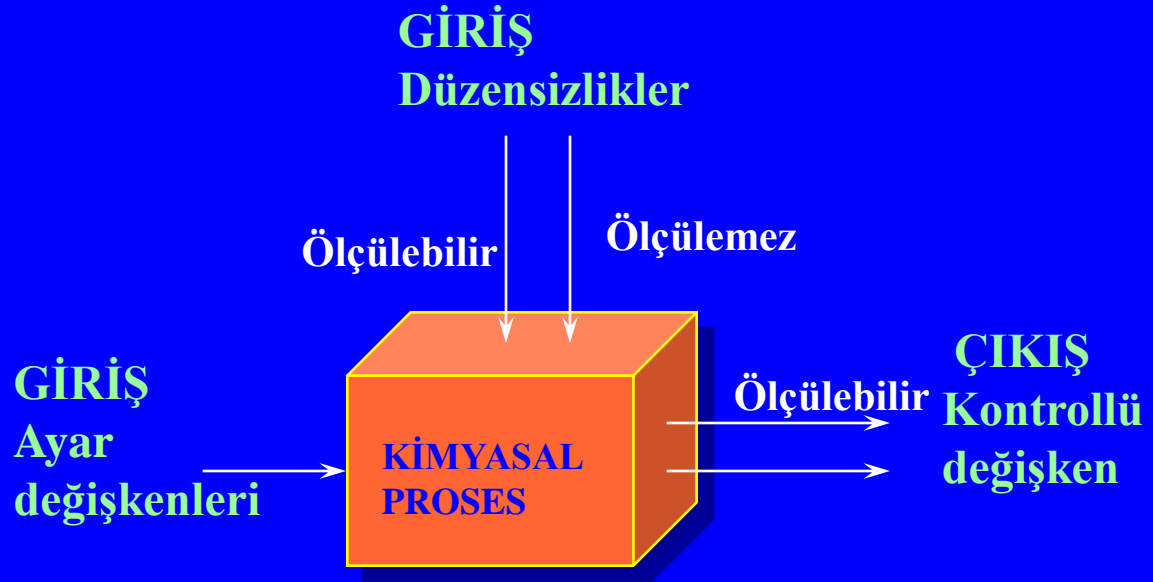 GİRİŞ
Düzensizlikler
Ölçülebilir
Ölçülemez
GİRİŞ
Ayar
değişkenleri
KİMYASAL
PROSES
Ölçülebilir
ÇIKIŞ
Kontrollü
değişken